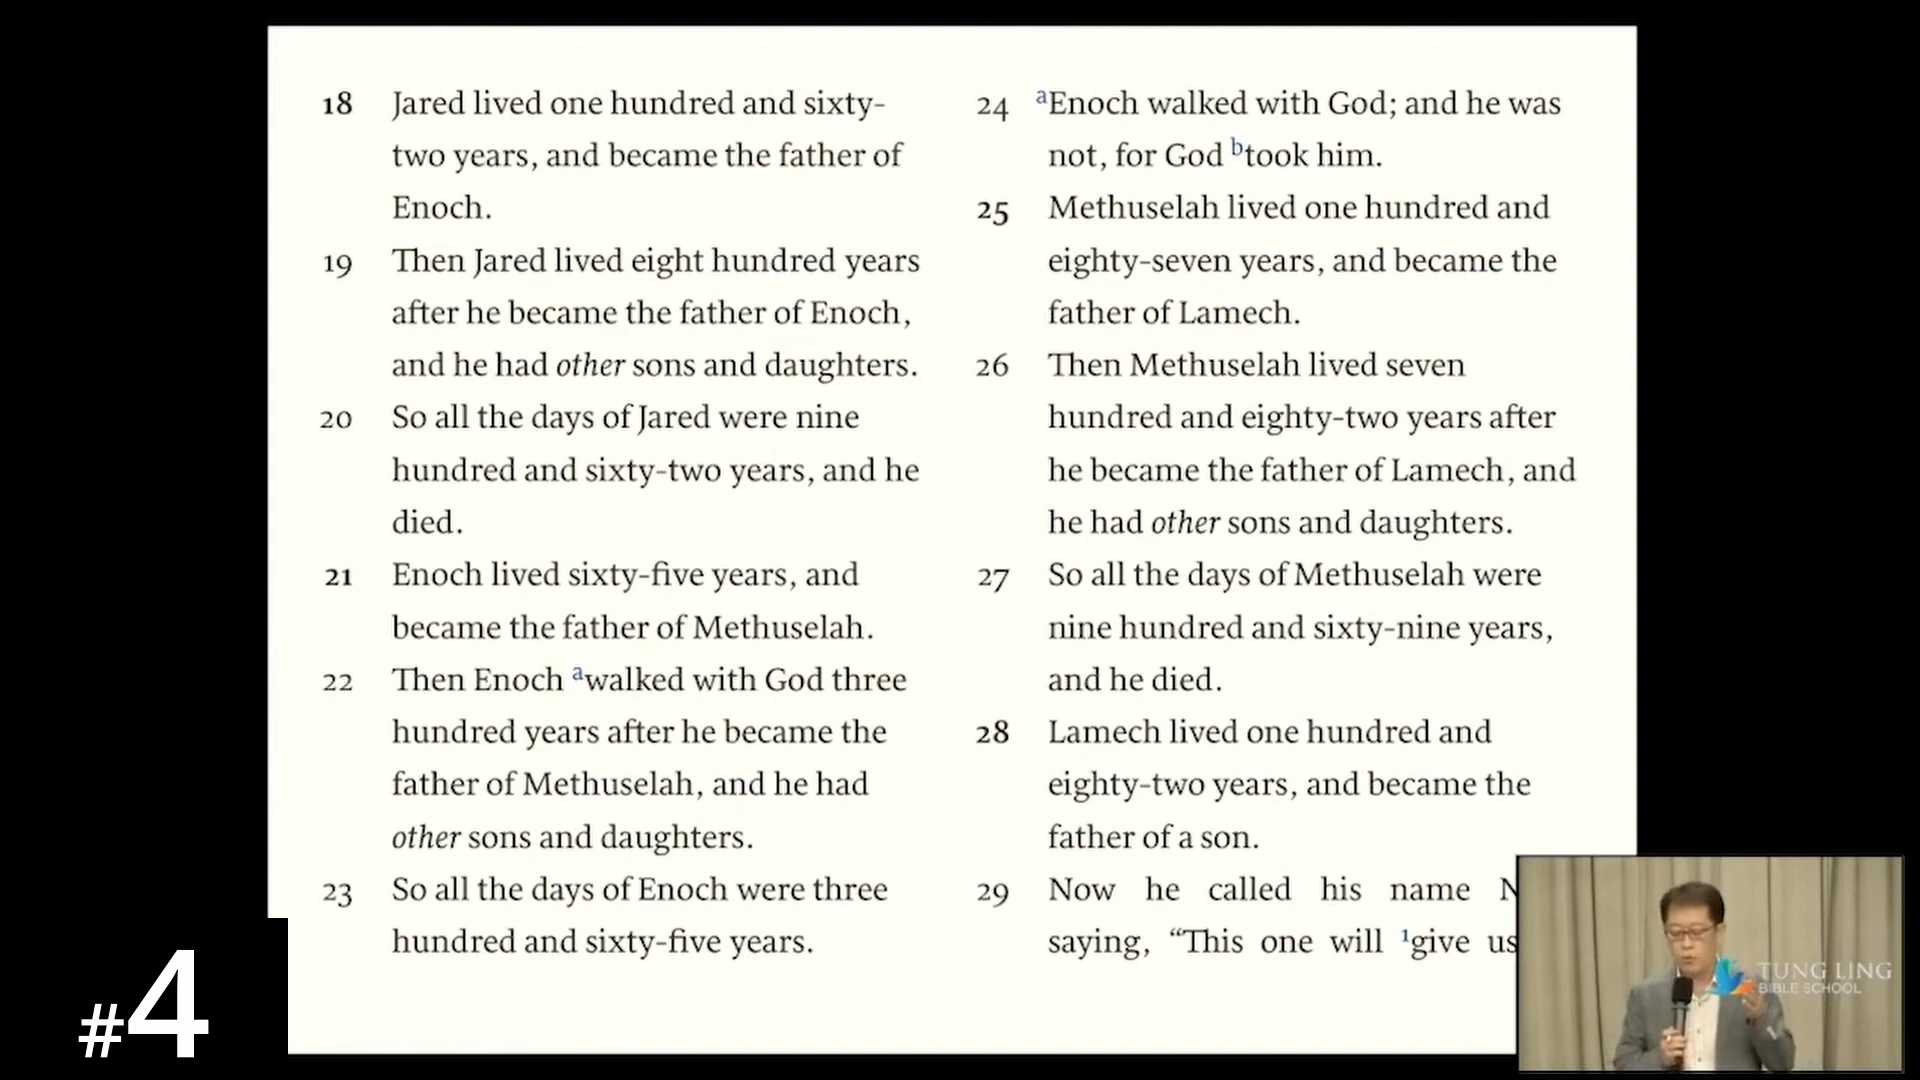 18 Jared lived one hundred and sixty-
two years, and became the father of
Enoch.
19 Then Jared lived eight hundred years
after he became the father of Enoch,
and he had other sons and daughters.
20 So all the days of Jared were nine
hundred and sixty-two years, and he
died.
21 Enoch lived sixty-five years, and
became the father of Methuselah.
22 Then Enoch ᵃwalked with God three
hundred years after he became the
father of Methuselah, and he had
other sons and daughters.
23 So all the days of Enoch were three
hundred and sixty-five years.
24 ᵃEnoch walked with God; and he was
not, for God ᵇtook him.
25 Methuselah lived one hundred and
eighty-seven years, and became the
father of Lamech.
26 Then Methuselah lived seven
hundred and eighty-two years after
he became the father of Lamech, and
he had other sons and daughters.
27 So all the days of Methuselah were
nine hundred and sixty-nine years,
and he died.
28 Lamech lived one hundred and
eighty-two years, and became the
father of a son.
29 Now he called his name
saying, “This one will ¹give us
#4
TUNG LING
BIBLE SCHOOL